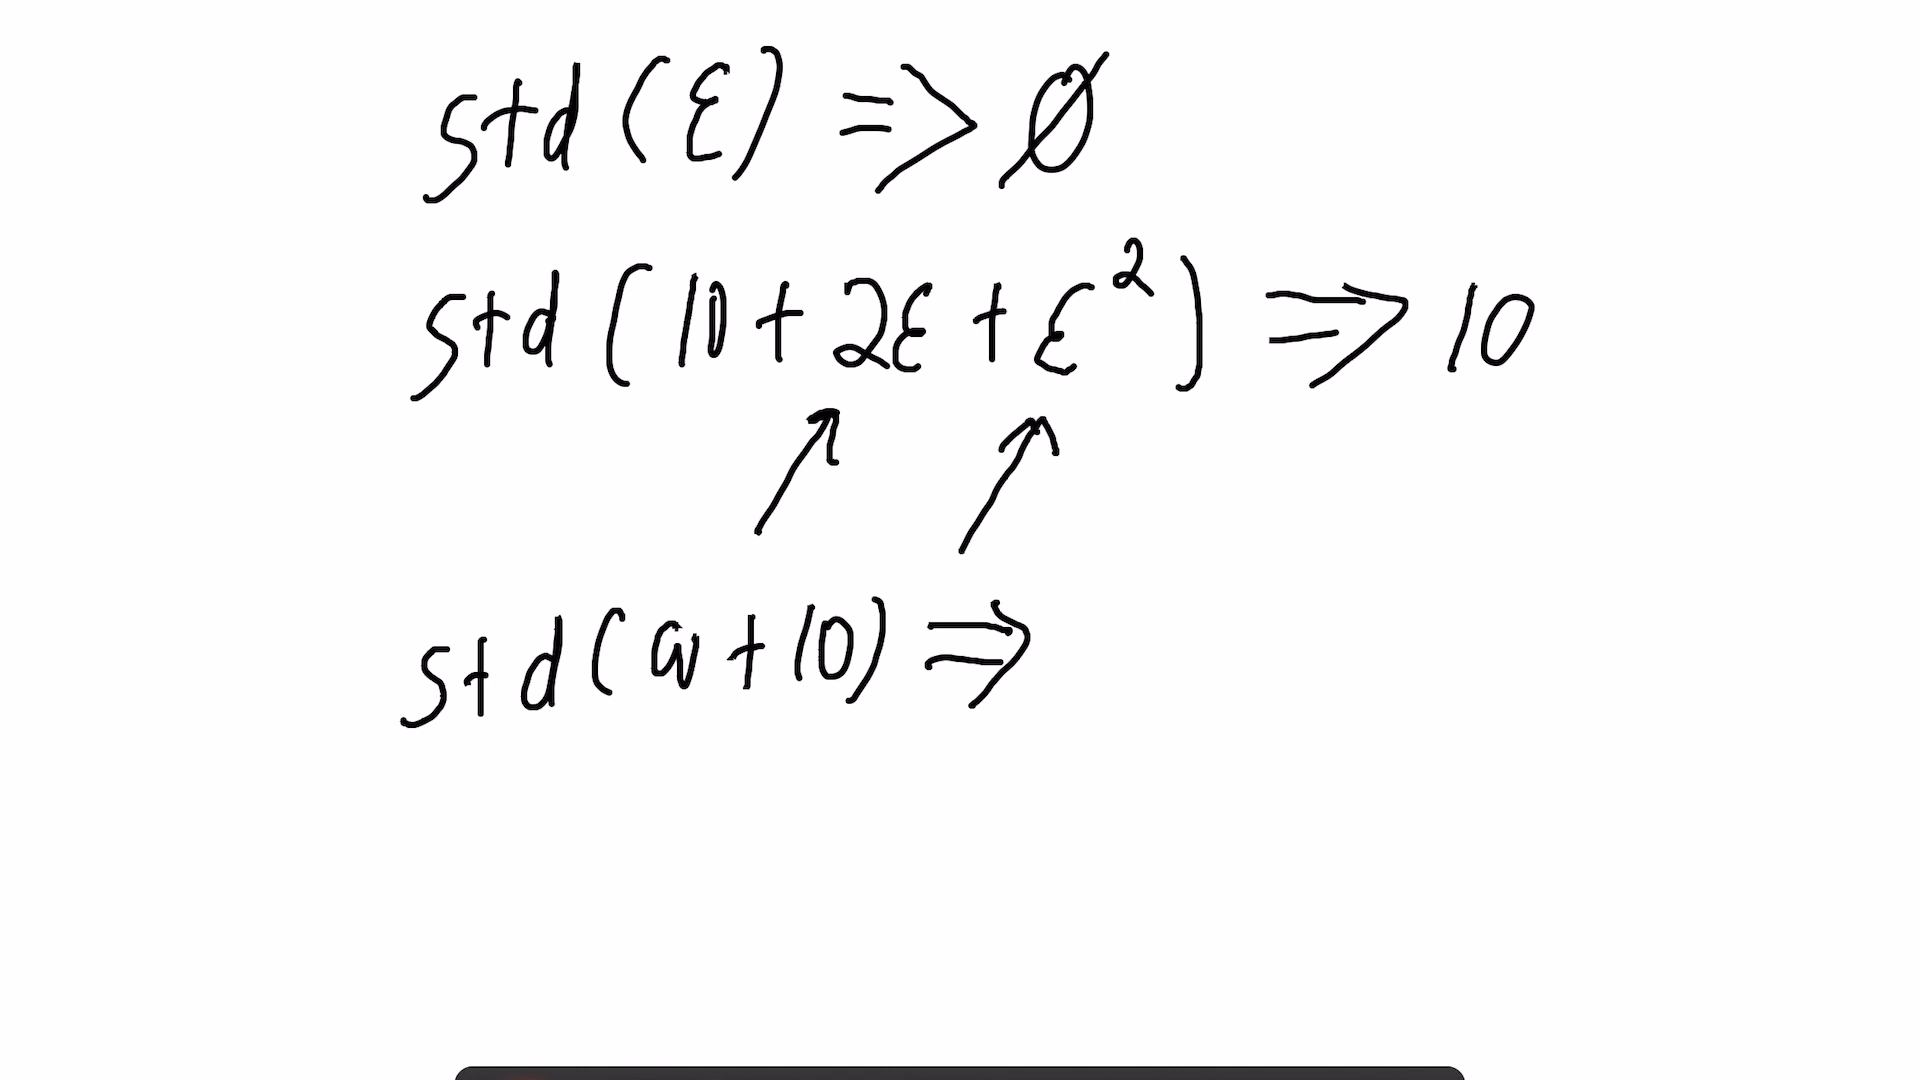 std(ε) => 0
std(10 + 2ε + ε²) => 10
std(ω + 10) =>